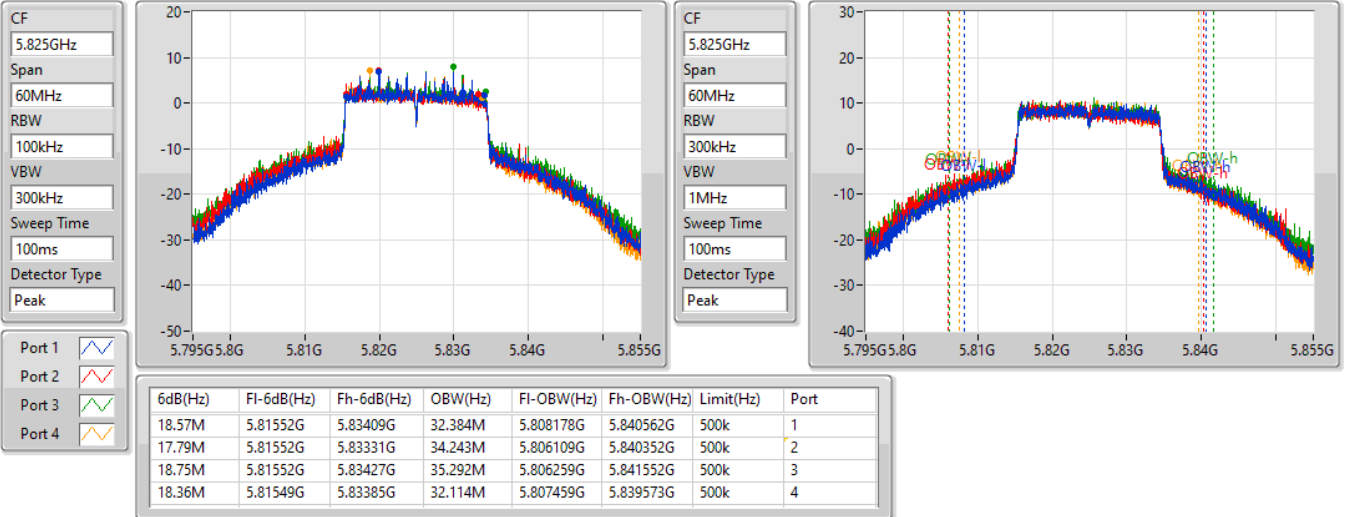 CF
5.825GHz
Span
60MHz
RBW
100kHz
VBW
300kHz
Sweep Time
100ms
Detector Type
Peak
20
10
0
-10
-20
-30
-40
-50
5.795G 5.8G 5.81G 5.82G 5.83G 5.84G 5.855G
CF
5.825GHz
Span
60MHz
RBW
300kHz
VBW
1MHz
Sweep Time
100ms
Detector Type
Peak
30
20
10
0
-10
-20
-30
-40
OBW-h
5.795G 5.8G 5.81G 5.82G 5.83G 5.84G 5.855G
Port 1
Port 2
Port 3
Port 4
6dB(Hz) Fl-6dB(Hz) Fh-6dB(Hz) OBW(Hz) Fl-OBW(Hz) Fh-OBW(Hz) Limit(Hz) Port
18.57M 5.81552G 5.83409G 32.384M 5.808178G 5.840562G 500k 1
17.79M 5.81552G 5.83331G 34.243M 5.806109G 5.840352G 500k 2
18.75M 5.81552G 5.83427G 35.292M 5.806259G 5.841552G 500k 3
18.36M 5.81549G 5.83385G 32.114M 5.807459G 5.839573G 500k 4